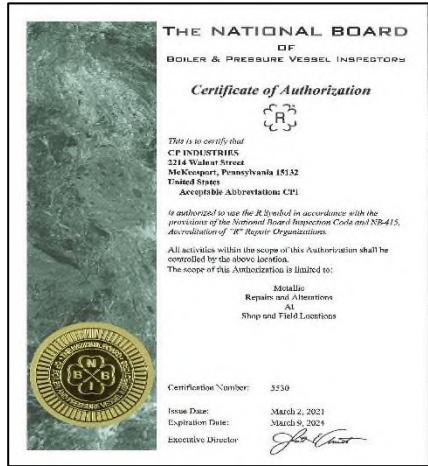 THE NATIONAL BOARD
OF
BOILER & PRESSURE VESSEL INSPECTORS
Certificate of Authorization
R
This is to certify that
CP INDUSTRIES
2214 Walnut Street
McKeesport, Pennsylvania 15132
United States
Acceptable Abbreviation: CPI
is authorized to use the R Symbol in accordance with the
provisions of the National Board Inspection Code and NB-415,
Accreditation of "R" Repair Organizations.
All activities within the scope of this Authorization shall be
controlled by the above location.
The scope of this Authorization is limited to:
Metallic
Repairs and Alterations
At
Shop and Field Locations
N
B B
I
Certification Number: 5530
Issue Date: March 2, 2021
Expiration Date: March 9, 2024
Executive Director